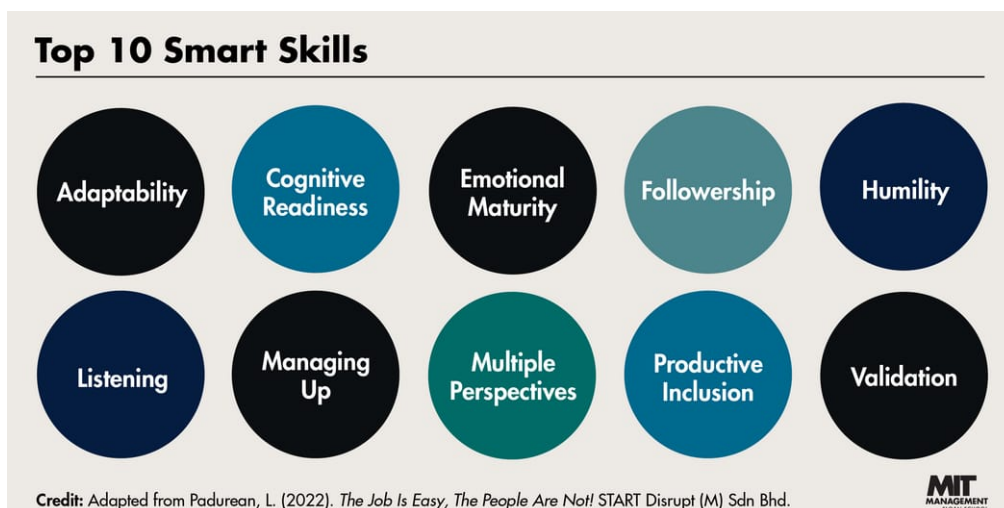 Top 10 Smart Skills
Adaptability
Cognitive
Readiness
Emotional
Maturity
Followership
Humility
Listening
Managing
Up
Multiple
Perspectives
Productive
Inclusion
Validation
Credit: Adapted from Padurean, L. (2022). The Job Is Easy, The People Are Not! START Disrupt (M) Sdn Bhd.
MIT
MANAGEMENT